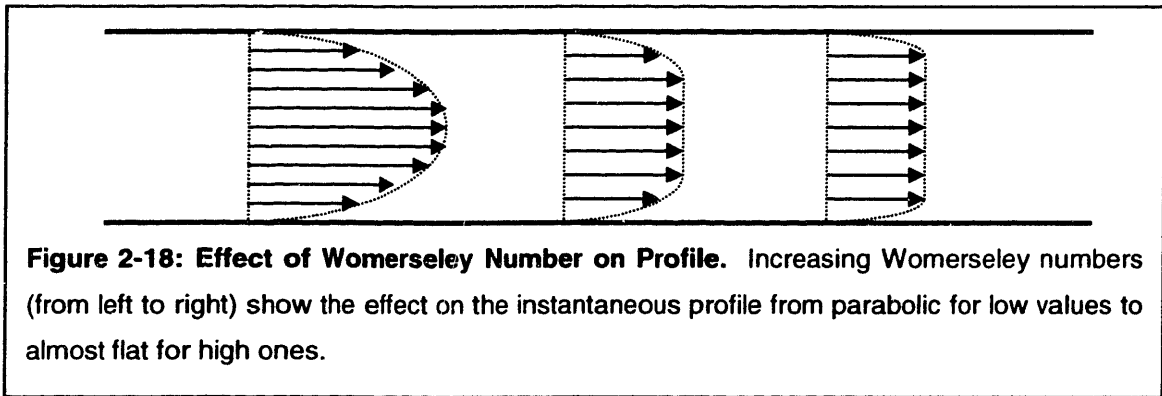 Figure 2-18: Effect of Womerseley Number on Profile. Increasing Womerseley numbers
(from left to right) show the effect on the instantaneous profile from parabolic for low values to
almost flat for high ones.